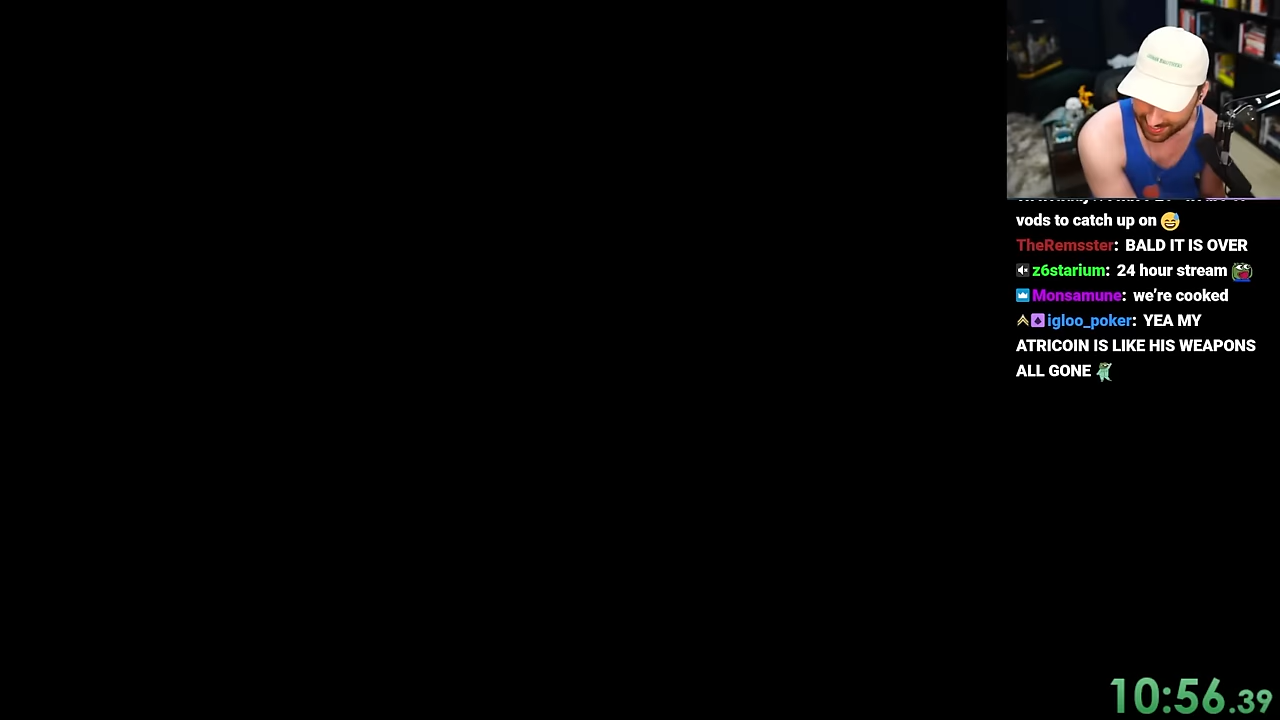 vods to catch up on
TheRemsster: BALD IT IS OVER
z6starium: 24 hour stream
Monsamune: we're cooked
igloo_poker: YEA MY
ATRICOIN IS LIKE HIS WEAPONS
ALL GONE
10:56.39